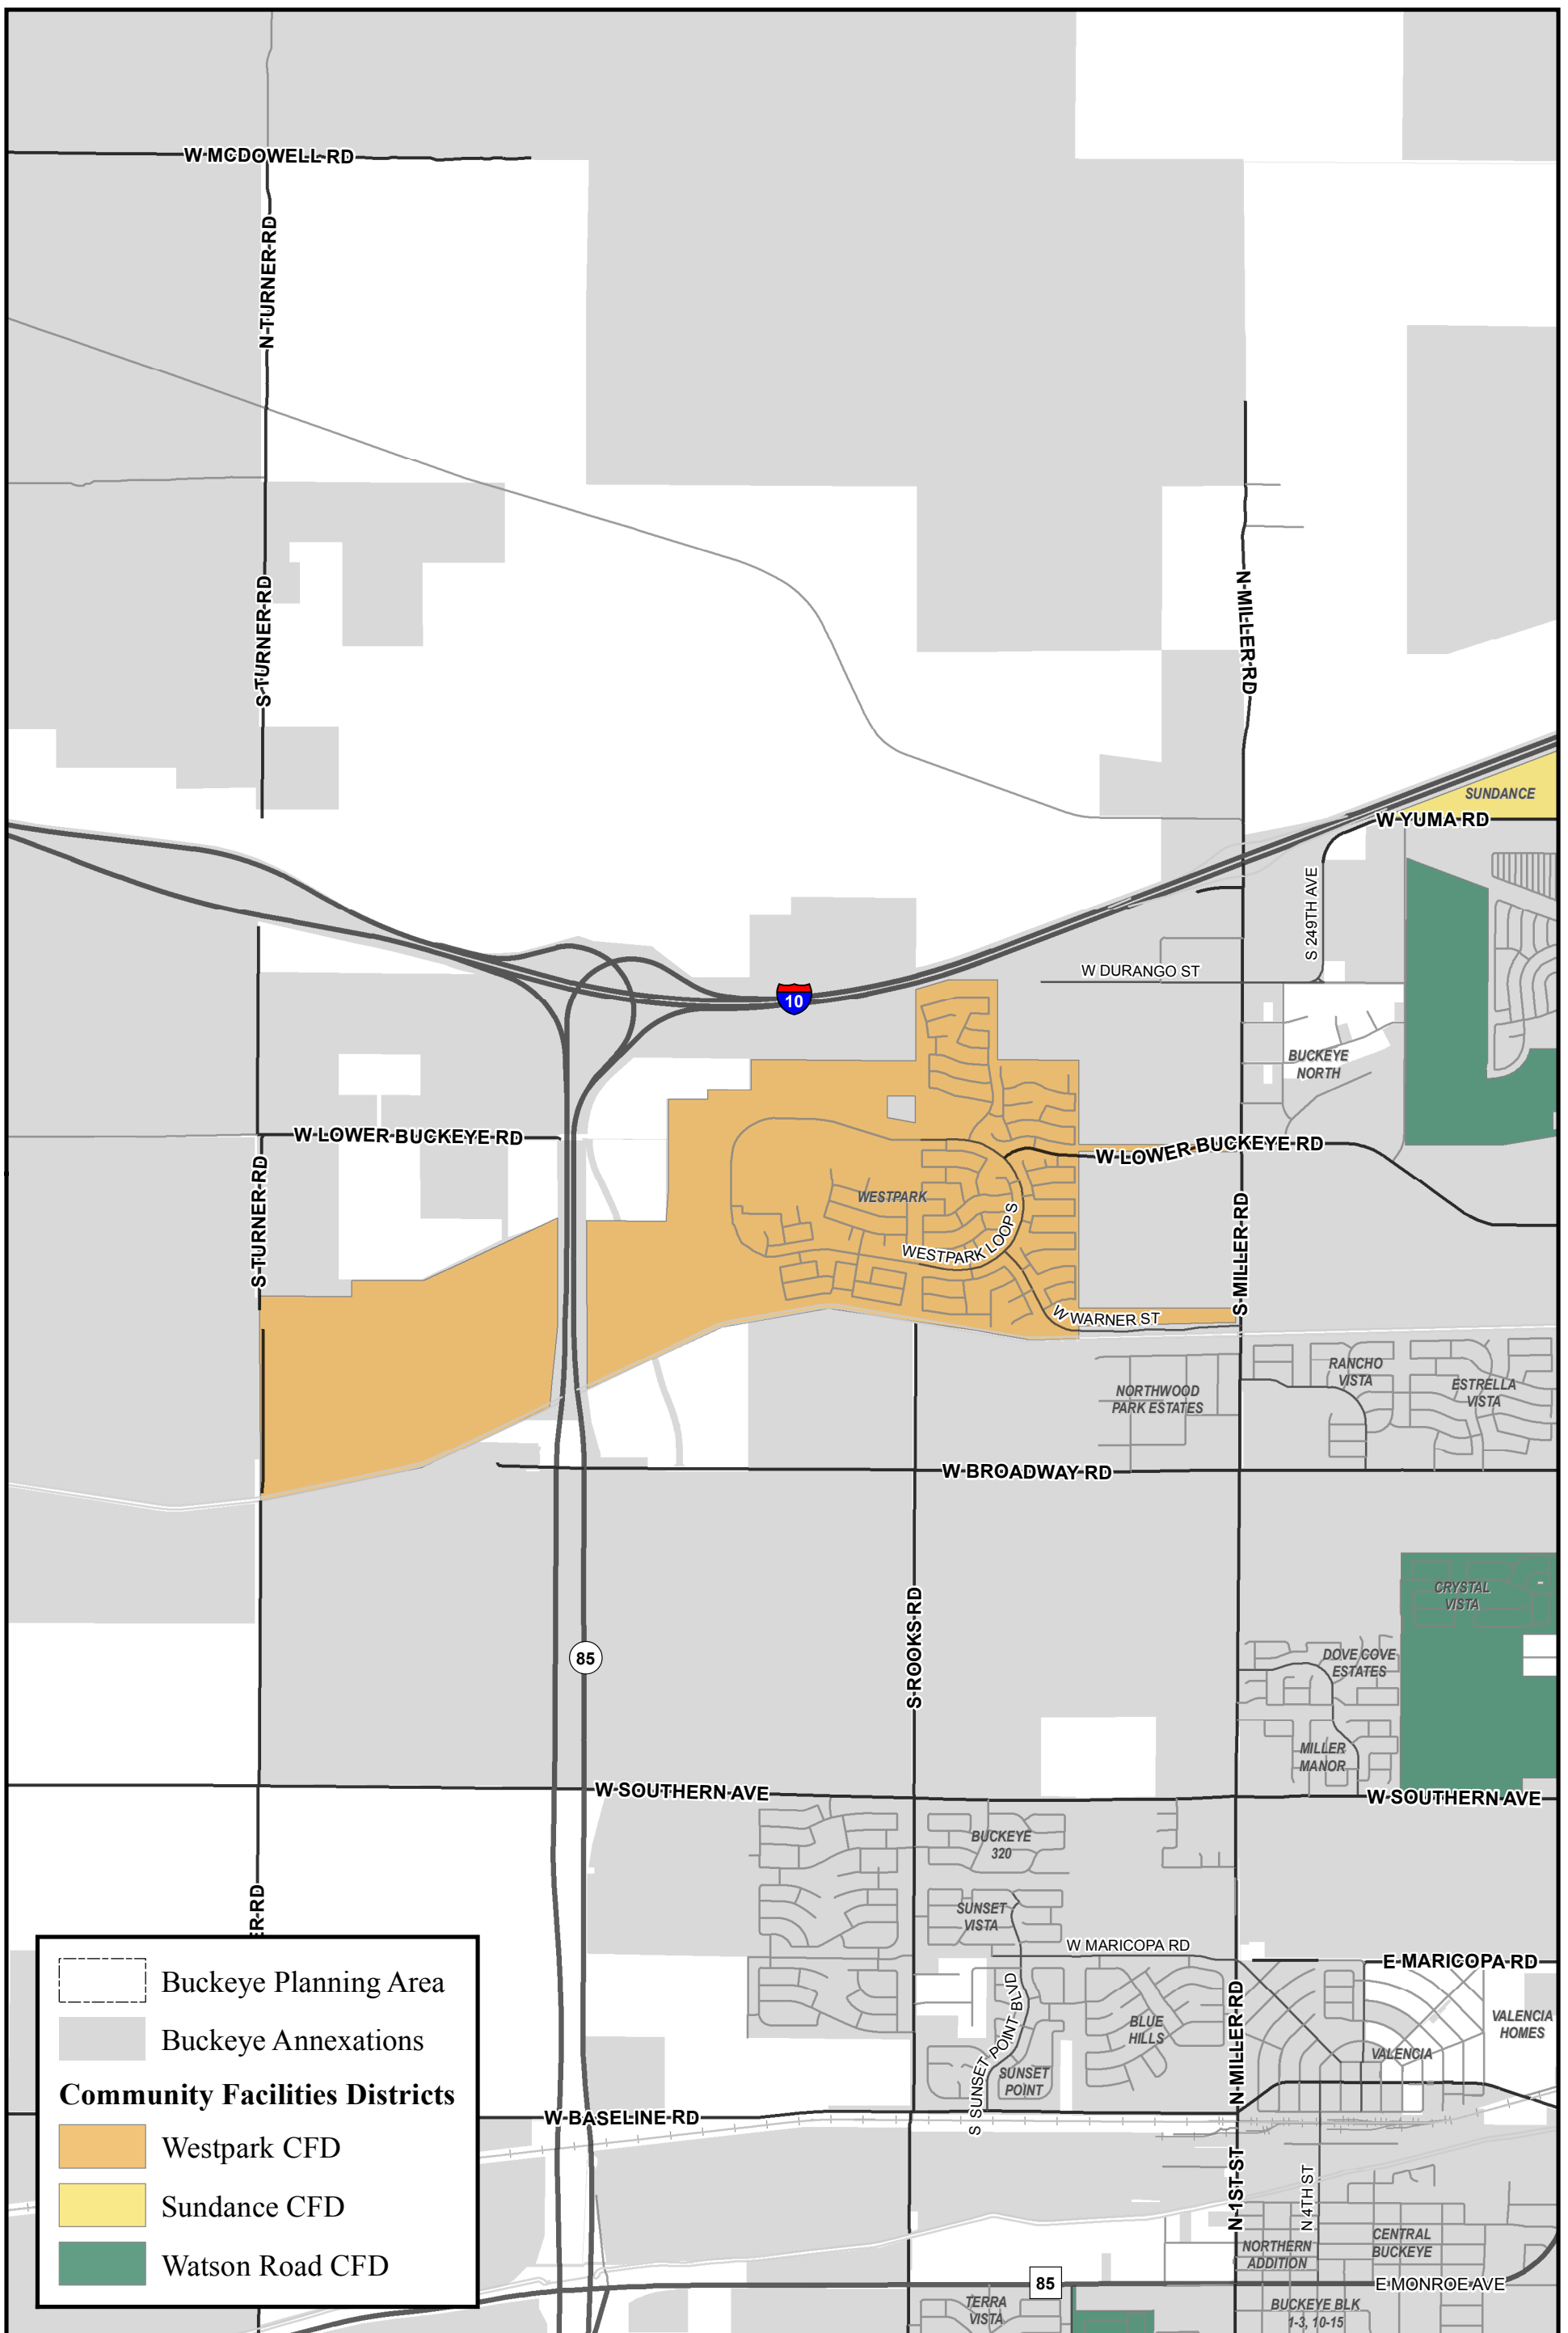 W MCDOWELL RD
N TURNER RD
S TURNER RD
N MILLER RD
SUNDANCE
W YUMA RD
S 249TH AVE
W DURANGO ST
10
BUCKEYE
NORTH
W LOWER BUCKEYE RD
W LOWER BUCKEYE RD
S TURNER RD
WESTPARK
WESTPARK LOOP S
S MILLER RD
W WARNER ST
RANCHO
VISTA
ESTRELLA
VISTA
NORTHWOOD
PARK ESTATES
W BROADWAY RD
CRYSTAL
VISTA
S ROOKS RD
85
DOVE COVE
ESTATES
MILLER
MANOR
W SOUTHERN AVE
W SOUTHERN AVE
BUCKEYE
320
ER RD
SUNSET
VISTA
W MARICOPA RD
E MARICOPA RD
S SUNSET POINT BLVD
BLUE
HILLS
N MILLER RD
VALENCIA
HOMES
VALENCIA
SUNSET
POINT
W BASELINE RD
N 1ST ST
N 4TH ST
NORTHERN
ADDITION
CENTRAL
BUCKEYE
85
E MONROE AVE
TERRA
VISTA
BUCKEYE BLK
1-3, 10-15
Buckeye Planning Area
Buckeye Annexations
Community Facilities Districts
Westpark CFD
Sundance CFD
Watson Road CFD